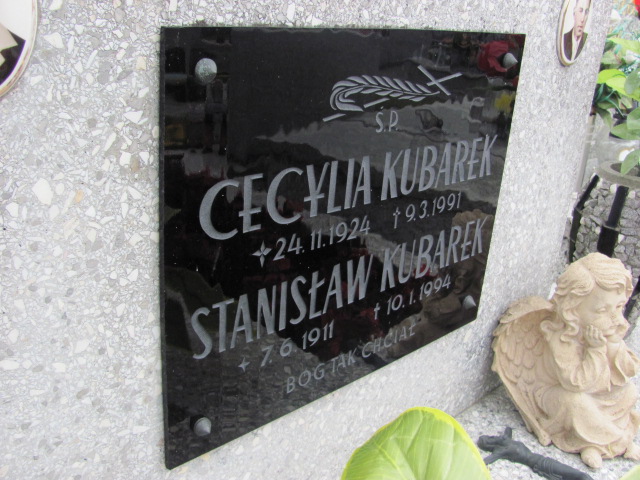 Ś.P.
CECYLIA KUBAREK
24.11.1924 † 9.3.1991
STANISŁAW KUBAREK
7.6.1911 † 10.1.1994
BÓG TAK CHCIAŁ